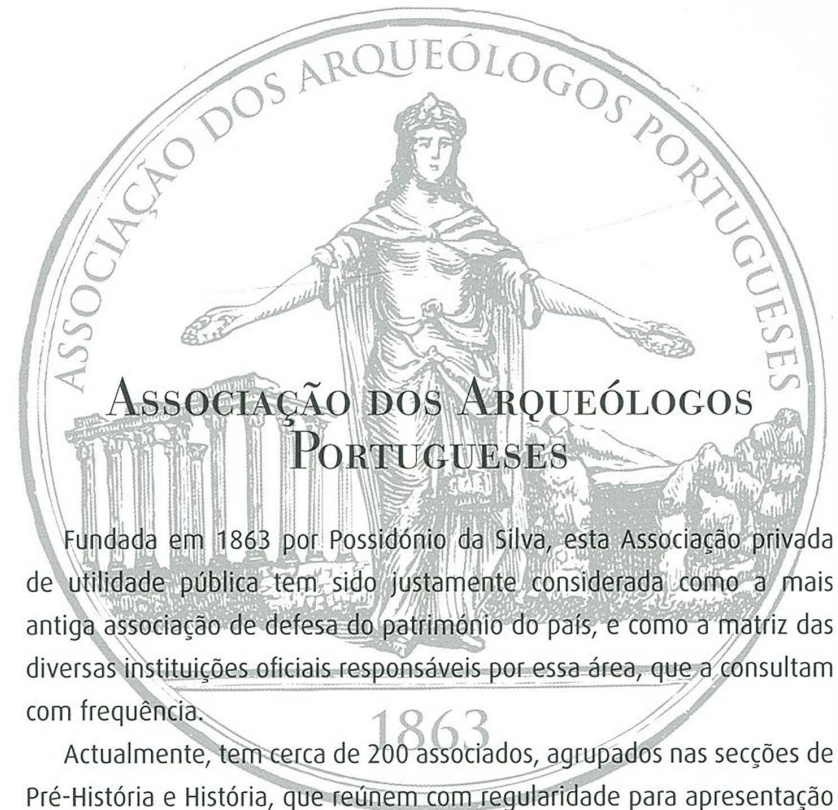 ASSOCIAÇÃO DOS ARQUEÓLOGOS PORTUGUESES
ASSOCIAÇÃO DOS ARQUEÓLOGOS
PORTUGUESES
Fundada em 1863 por Possidónio da Silva, esta Associação privada
de utilidade pública tem sido justamente considerada como a mais
antiga associação de defesa do património do país, e como a matriz das
diversas instituições oficiais responsáveis por essa área, que a consultam
com frequência.
1863
Actualmente, tem cerca de 200 associados, agrupados nas secções de
Pré-História e História, que reúnem com regularidade para apresentação